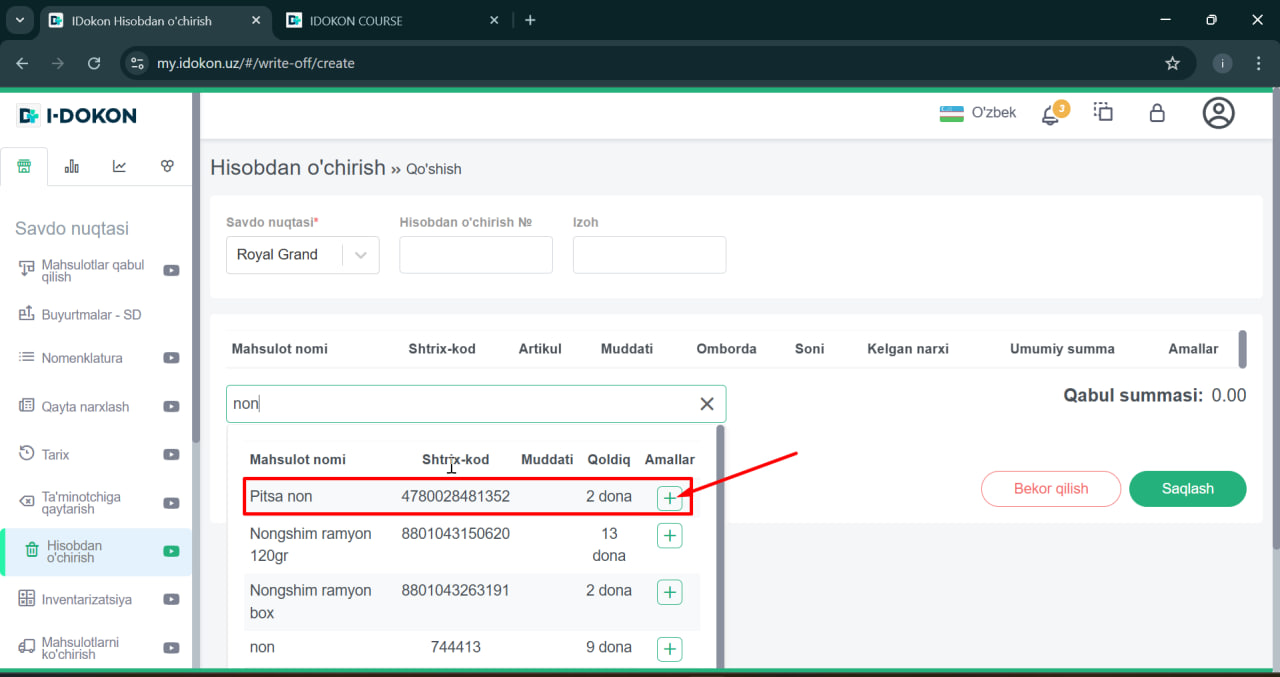 IDokon Hisobdan o'chirish
IDOKON COURSE
my.idokon.uz/#/write-off/create
i
I-DOKON
O'zbek
3
Savdo nuqtasi
Mahsulotlar qabul
qilish
Buyurtmalar - SD
Nomenklatura
Qayta narxlash
Tarix
Ta'minotchiga
qaytarish
Hisobdan
o'chirish
Inventarizatsiya
Mahsulotlarni
ko'chirish
Hisobdan o'chirish » Qo'shish
Savdo nuqtasi* Hisobdan o'chirish № Izoh
Royal Grand
Mahsulot nomi Shtrix-kod Artikul Muddati Omborda Soni Kelgan narxi Umumiy summa Amallar
non
Qabul summasi: 0.00
Mahsulot nomi Shtrix-kod Muddati Qoldiq Amallar
Pitsa non 4780028481352 2 dona +
Nongshim ramyon 8801043150620 13 +
120gr dona
Nongshim ramyon 8801043263191 2 dona +
box
non 744413 9 dona +
Bekor qilish Saqlash